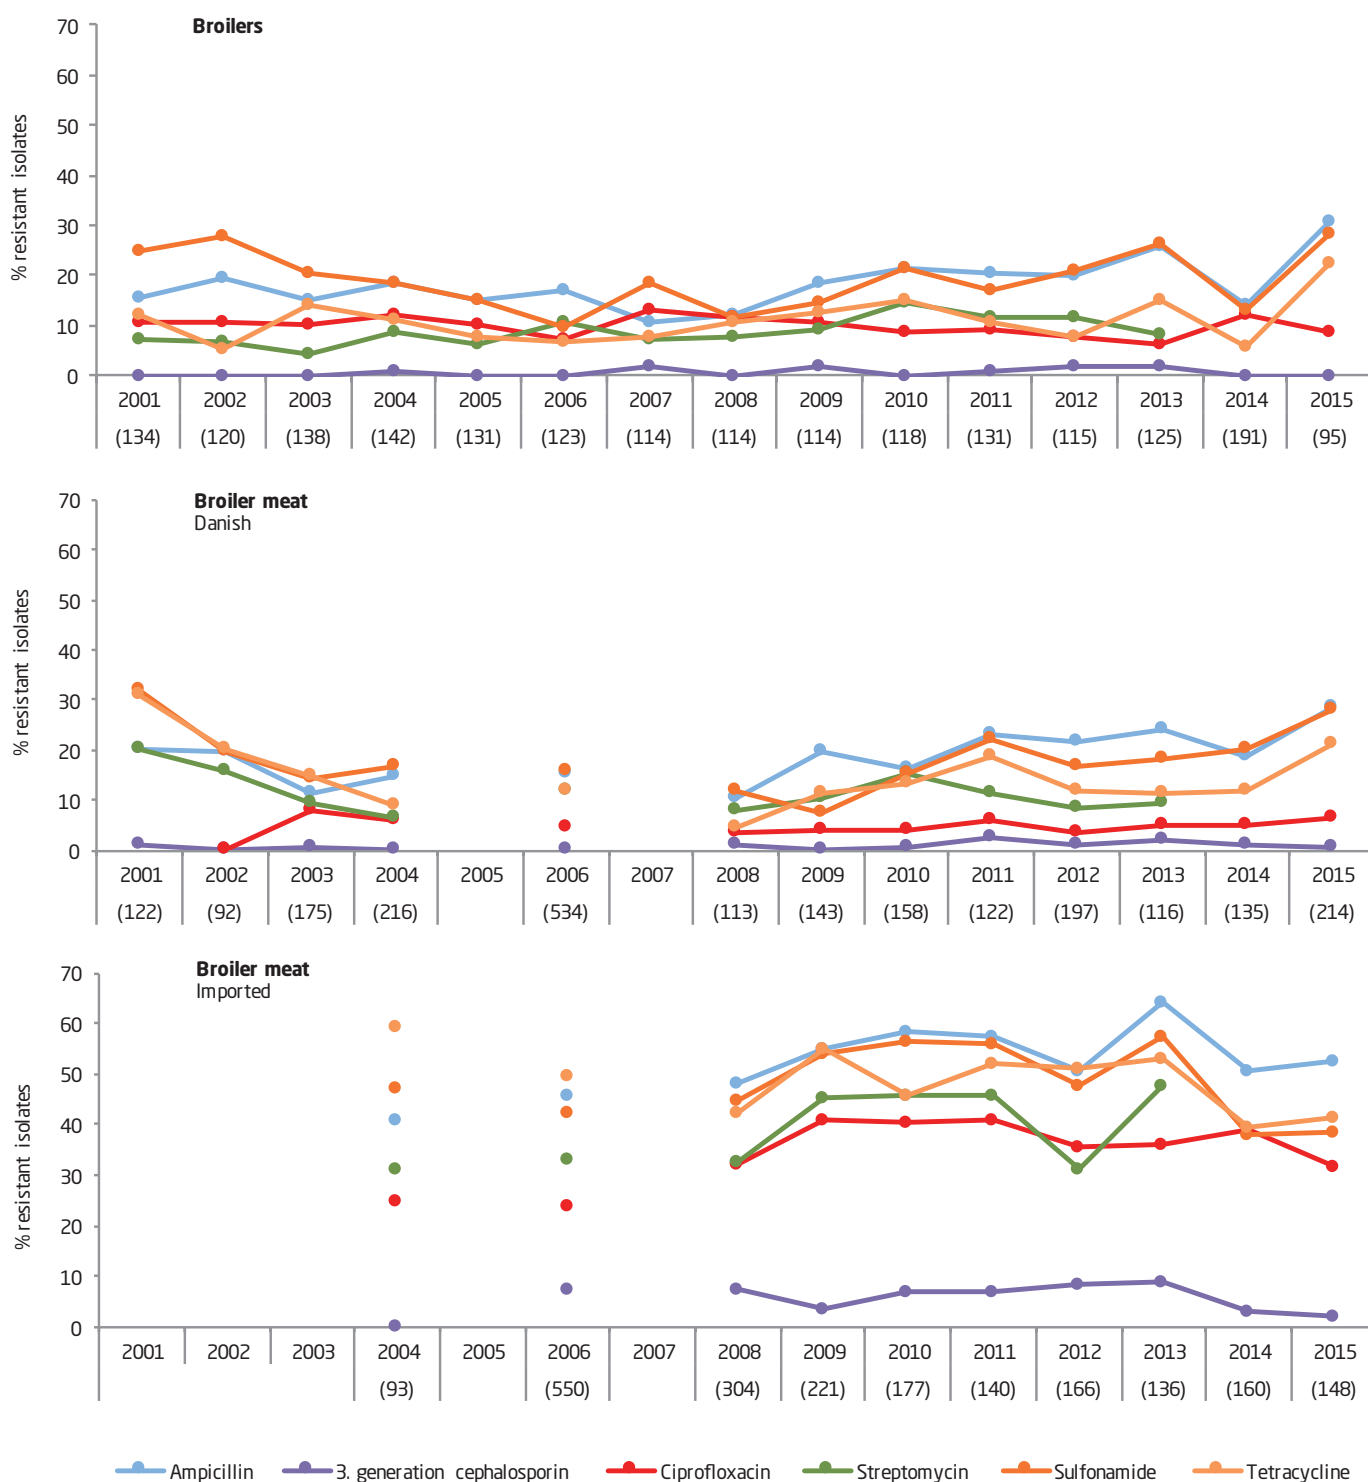 Broilers
% resistant isolates
70
60
50
40
30
20
10
0
2001 2002 2003 2004 2005 2006 2007 2008 2009 2010 2011 2012 2013 2014 2015
(134) (120) (138) (142) (131) (123) (114) (114) (114) (118) (131) (115) (125) (191) (95)
Broiler meat
Danish
% resistant isolates
70
60
50
40
30
20
10
0
2001 2002 2003 2004 2005 2006 2007 2008 2009 2010 2011 2012 2013 2014 2015
(122) (92) (175) (216) (534) (113) (143) (158) (122) (197) (116) (135) (214)
Broiler meat
Imported
% resistant isolates
70
60
50
40
30
20
10
0
2001 2002 2003 2004 2005 2006 2007 2008 2009 2010 2011 2012 2013 2014 2015
(93) (550) (304) (221) (177) (140) (166) (136) (160) (148)
Ampicillin 3. generation cephalosporin Ciprofloxacin Streptomycin Sulfonamide Tetracycline